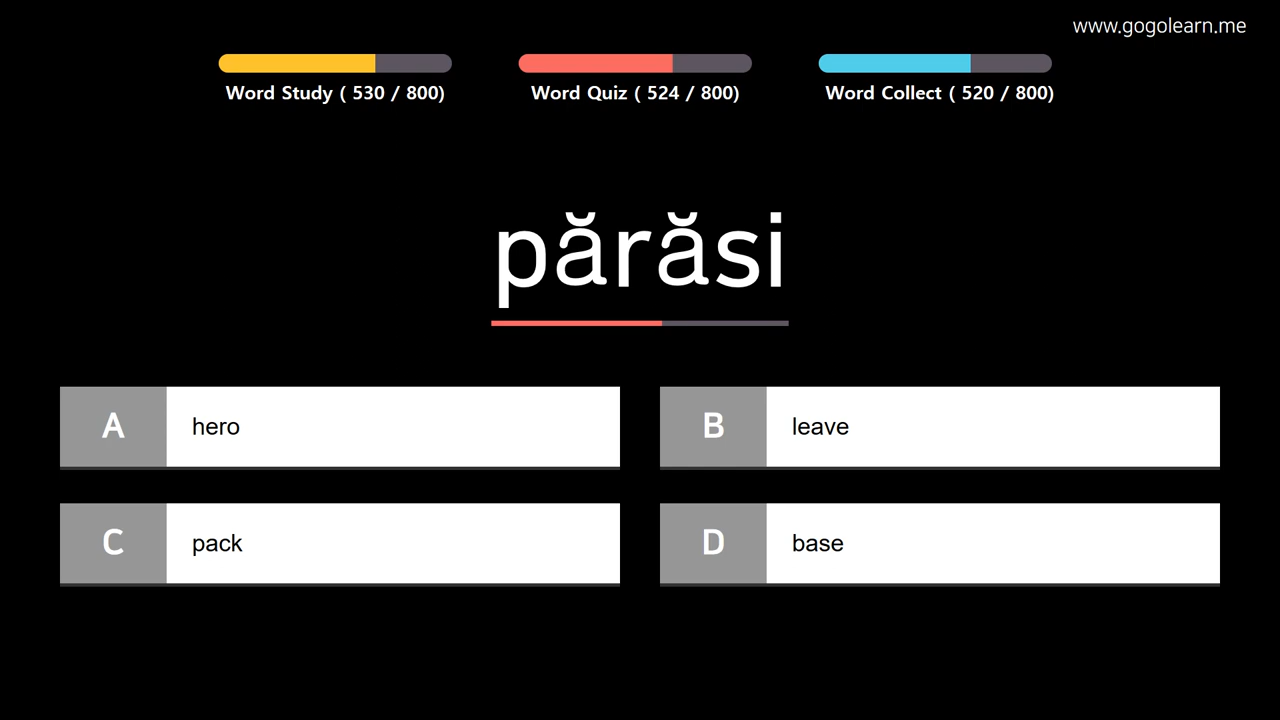 www.gogolearn.me
Word Study ( 530 / 800)
Word Quiz ( 524 / 800)
Word Collect ( 520 / 800)
părăsi
A hero
B leave
C pack
D base